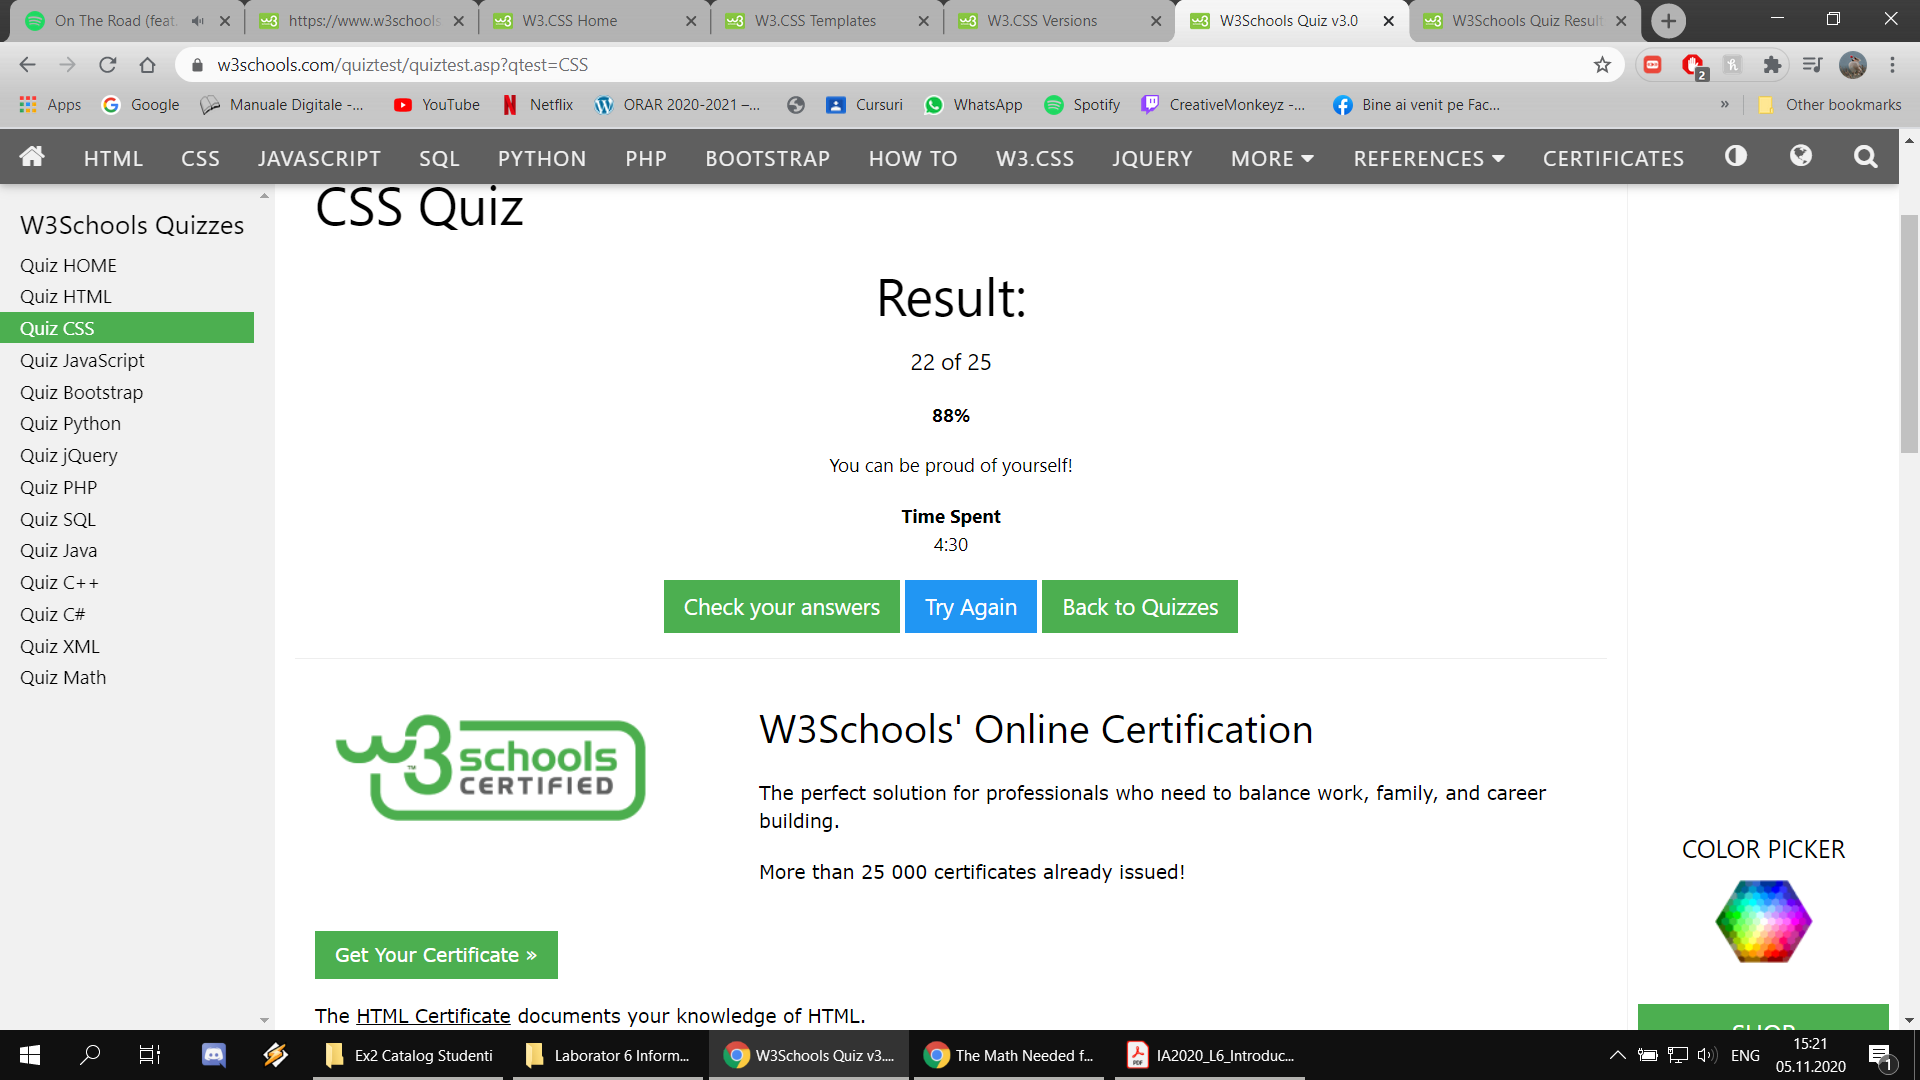 On The Road (feat.
https://www.w3schools
W3.CSS Home
W3.CSS Templates
W3.CSS Versions
W3Schools Quiz v3.0
W3Schools Quiz Result
w3schools.com/quiztest/quiztest.asp?qtest=CSS
2
Apps
Google
Manuale Digitale -...
YouTube
Netflix
ORAR 2020-2021 –...
Cursuri
WhatsApp
Spotify
CreativeMonkeyz -...
Bine ai venit pe Fac...
»
Other bookmarks
HTML
CSS
JAVASCRIPT
SQL
PYTHON
PHP
BOOTSTRAP
HOW TO
W3.CSS
JQUERY
MORE
REFERENCES
CERTIFICATES
W3Schools Quizzes
Quiz HOME
Quiz HTML
Quiz CSS
Quiz JavaScript
Quiz Bootstrap
Quiz Python
Quiz jQuery
Quiz PHP
Quiz SQL
Quiz Java
Quiz C++
Quiz C#
Quiz XML
Quiz Math
CSS Quiz
Result:
22 of 25
88%
You can be proud of yourself!
Time Spent
4:30
Check your answers
Try Again
Back to Quizzes
w3schools
™
CERTIFIED
W3Schools' Online Certification
The perfect solution for professionals who need to balance work, family, and career
building.
More than 25 000 certificates already issued!
Get Your Certificate »
The HTML Certificate documents your knowledge of HTML.
COLOR PICKER
SHOP
Ex2 Catalog Studenti
Laborator 6 Inform...
W3Schools Quiz v3....
The Math Needed f...
IA2020_L6_Introduc...
ENG
15:21
05.11.2020
1